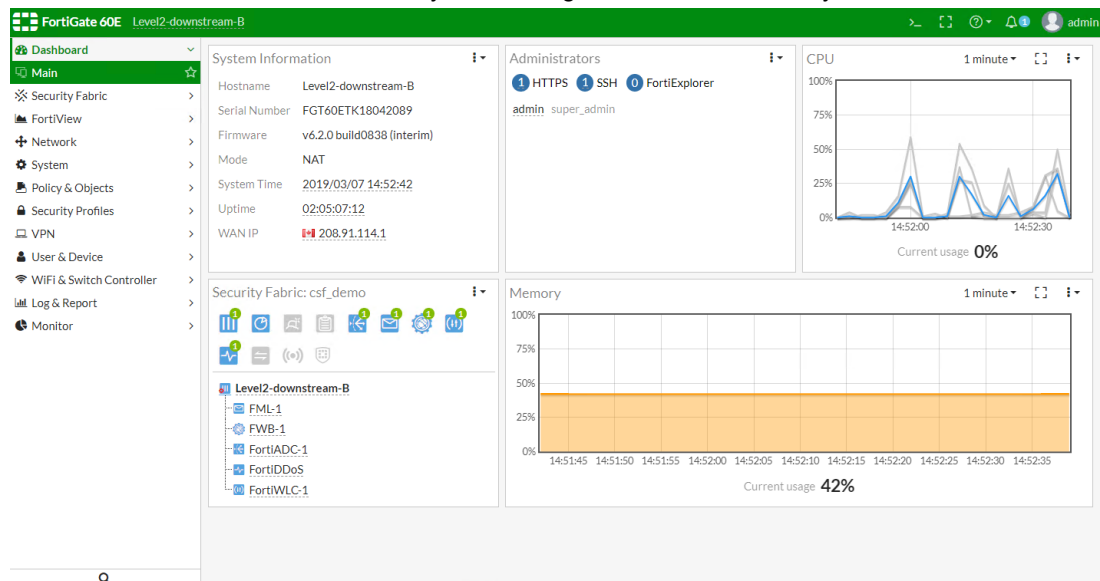 FortiGate 60E Level2-downstream-B
>_ 1 admin
Dashboard
Main
Security Fabric
FortiView
Network
System
Policy & Objects
Security Profiles
VPN
User & Device
WiFi & Switch Controller
Log & Report
Monitor
System Information
Hostname Level2-downstream-B
Serial Number FGT60ETK18042089
Firmware v6.2.0 build0838 (interim)
Mode NAT
System Time 2019/03/07 14:52:42
Uptime 02:05:07:12
WAN IP 208.91.114.1
Administrators
1 HTTPS 1 SSH 0 FortiExplorer
admin super_admin
CPU 1 minute
100%
75%
50%
25%
0%
14:52:00 14:52:30
Current usage 0%
Security Fabric: csf_demo
1 1 1 1 1
1
Level2-downstream-B
FML-1
FWB-1
FortiADC-1
FortiDDoS
FortiWLC-1
Memory 1 minute
100%
75%
50%
25%
0%
14:51:45 14:51:50 14:51:55 14:52:00 14:52:05 14:52:10 14:52:15 14:52:20 14:52:25 14:52:30 14:52:35
Current usage 42%